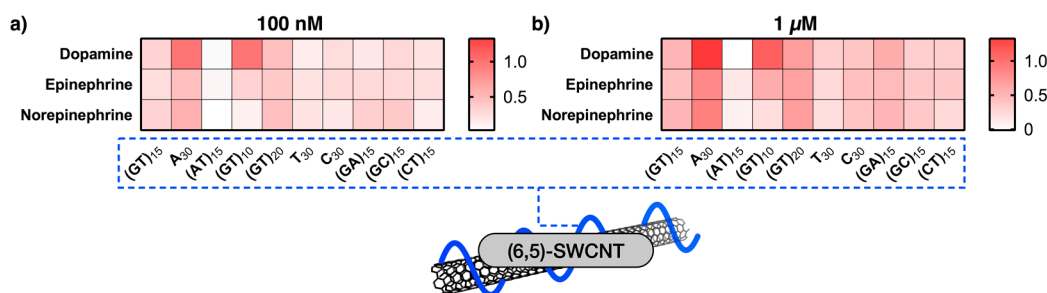 a) 100 nM
Dopamine
Epinephrine
Norepinephrine
1.0
0.5
(GT)15 A30 (AT)15 (GT)10 (GT)20 T30 C30 (GA)15 (GC)15 (CT)15
b) 1 µM
Dopamine
Epinephrine
Norepinephrine
1.0
0.5
0
(GT)15 A30 (AT)15 (GT)10 (GT)20 T30 C30 (GA)15 (GC)15 (CT)15
(6,5)-SWCNT